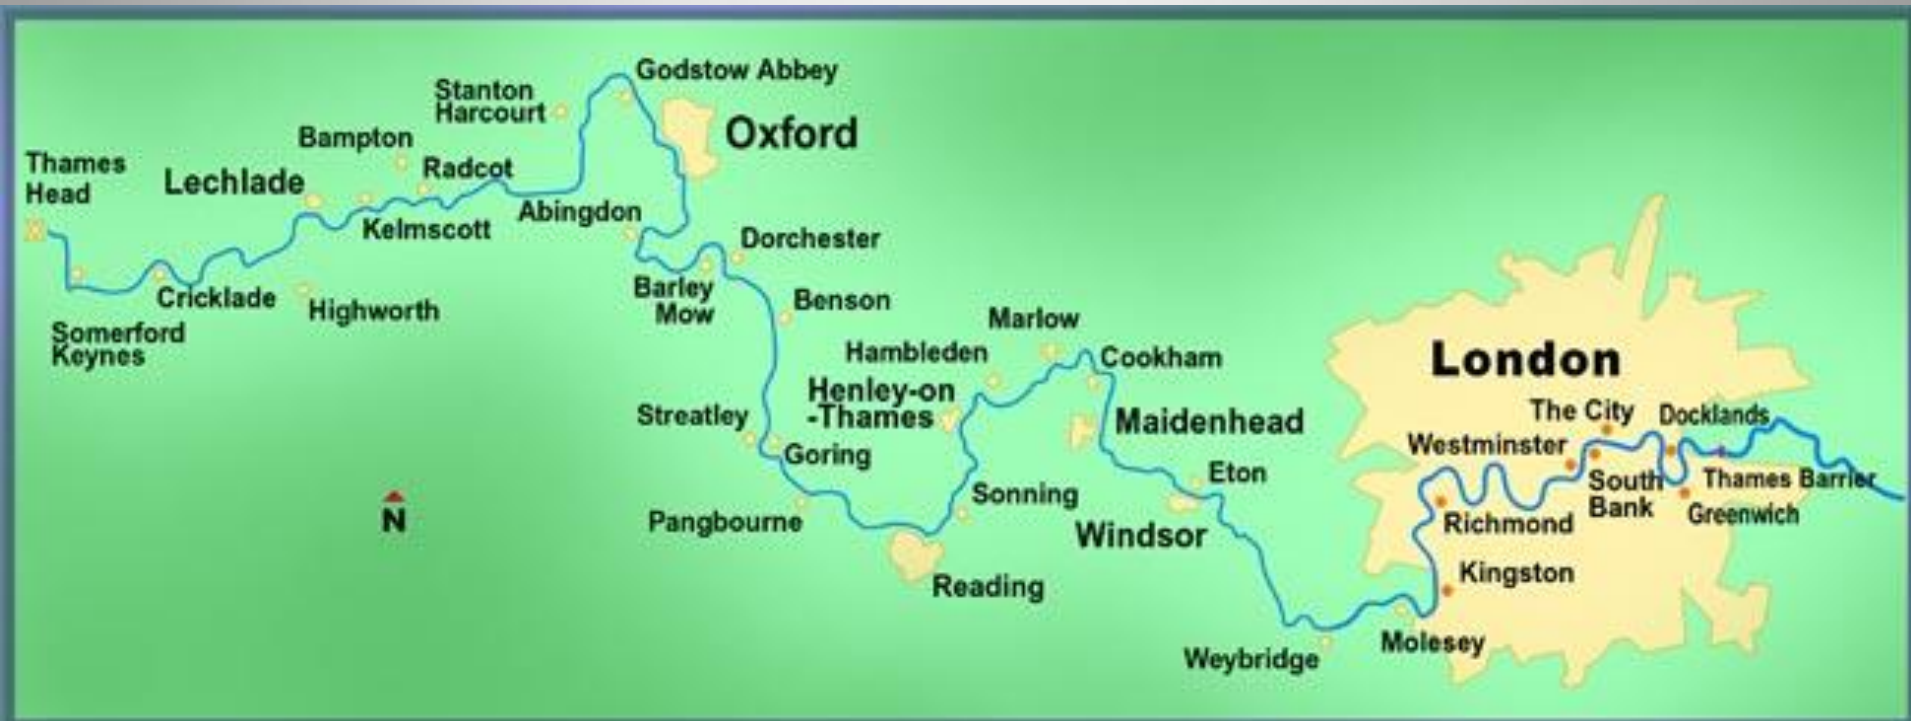 Godstow Abbey
Stanton
Harcourt
Oxford
Bampton
Thames
Head
Radcot
Lechlade
Abingdon
Kelmscott
Dorchester
Cricklade
Highworth
Barley
Mow
Benson
Somerford
Keynes
Marlow
Hambleden
Cookham
London
Henley-on
-Thames
Streatley
Maidenhead
The City
Docklands
Westminster
Goring
Eton
Sonning
South
Bank
Thames Barrier
Pangbourne
N
Windsor
Richmond
Greenwich
Reading
Kingston
Weybridge
Molesey